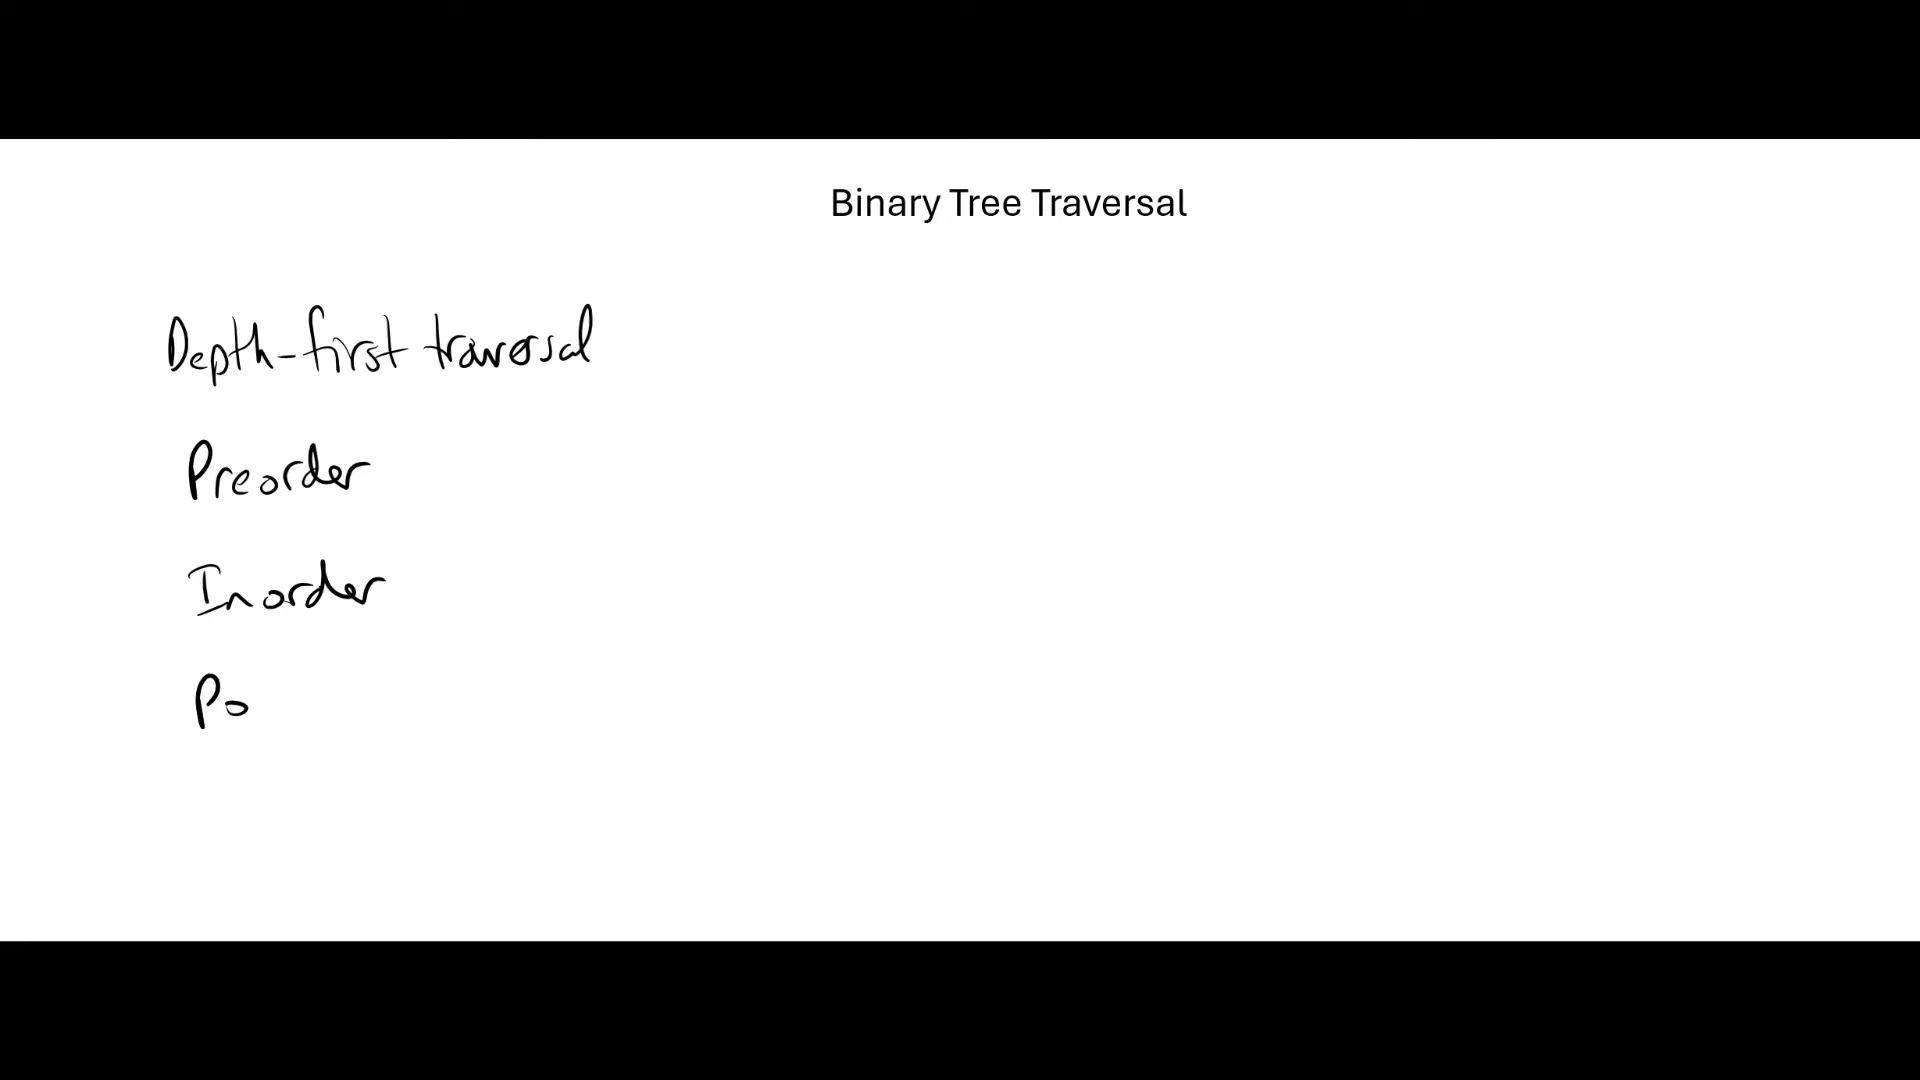 Binary Tree Traversal
Depth-first traversal
Preorder
Inorder
Po